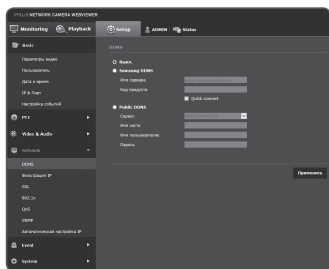 iPOLiS NETWORK CAMERA WEBVIEWER
Monitoring Playback Setup ADMIN Status
Basic
Параметры видео
Пользователь
Дата и время
IP & Порт
Настройка событий
PTZ
Video & Audio
Network
DDNS
Фильтрация IP
SSL
802.1x
QoS
SNMP
Автоматическая настройка IP
Event
System
DDNS
Выкл.
Samsung DDNS
Имя сервера
Код продукта
Quick connect
Public DDNS
Сервис
Имя хоста
Имя пользователя
Пароль
Применить